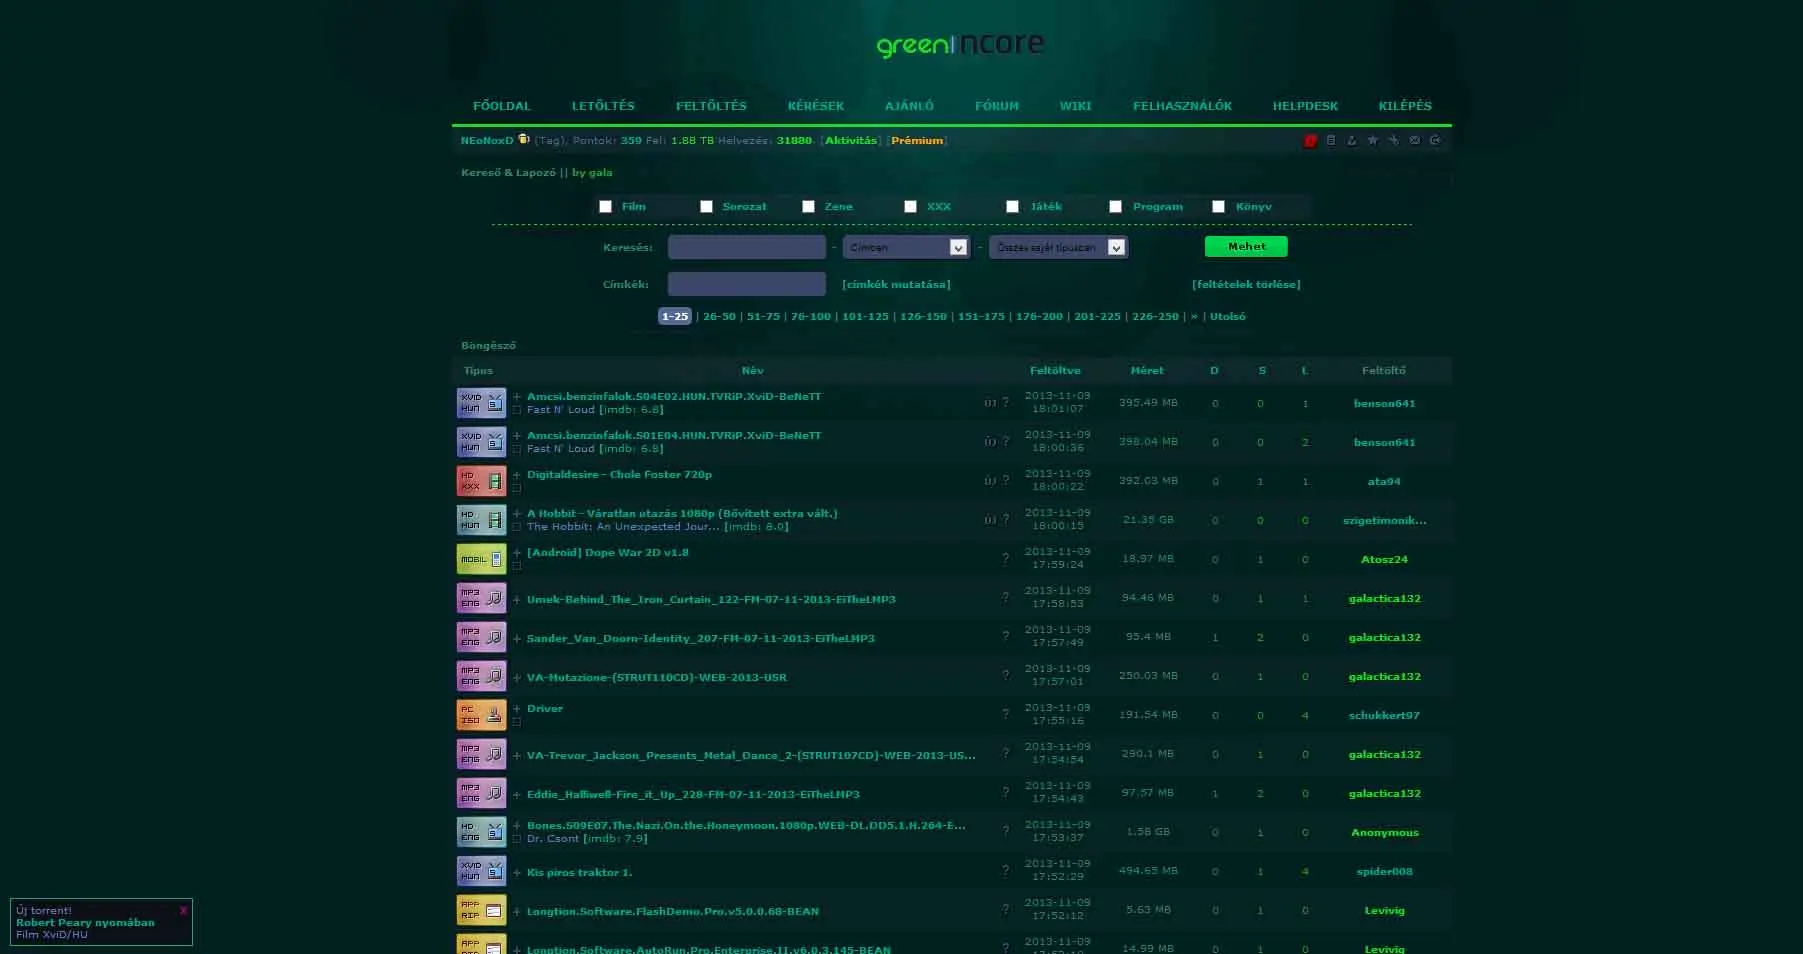 green|ncore
FŐOLDAL LETÖLTÉS FELTÖLTÉS KÉRÉSEK AJÁNLÓ FÓRUM WIKI FELHASZNÁLÓK HELPDESK KILÉPÉS
NEoNoxD (Tag), Pontok: 359 Fel: 1.88 TB Helyezés: 31880. [Aktivitás] [Prémium]
Kereső & Lapozó || by gala
Film Sorozat Zene XXX Játék Program Könyv
Keresés: - Címben - Összes saját típusban Mehet
Címkék: [címkék mutatása] [feltételek törlése]
1-25 | 26-50 | 51-75 | 76-100 | 101-125 | 126-150 | 151-175 | 176-200 | 201-225 | 226-250 | » | Utolsó
Böngésző
Típus Név Feltöltve Méret D S L Feltöltő
XVID HUN + Amcsi.benzinfalok.S04E02.HUN.TVRiP.XviD-BeNeTT ÚJ ? 2013-11-09 395.49 MB 0 0 1 benson641
Fast N' Loud [imdb: 6.8] 18:01:07
XVID HUN + Amcsi.benzinfalok.S01E04.HUN.TVRiP.XviD-BeNeTT ÚJ ? 2013-11-09 398.04 MB 0 0 2 benson641
Fast N' Loud [imdb: 6.8] 18:00:36
HD XXX + Digitaldesire - Chole Foster 720p ÚJ ? 2013-11-09 392.03 MB 0 1 1 ata94
18:00:22
HD HUN + A Hobbit - Váratlan utazás 1080p (Bővített extra vált.) ÚJ ? 2013-11-09 21.35 GB 0 0 0 szigetimonik...
The Hobbit: An Unexpected Jour... [imdb: 8.0] 18:00:15
MOBIL + [Android] Dope War 2D v1.8 ? 2013-11-09 18.97 MB 0 1 0 Atosz24
17:59:24
MP3 ENG + Umek-Behind_The_Iron_Curtain_122-FM-07-11-2013-EiTheLMP3 ? 2013-11-09 94.46 MB 0 1 1 galactica132
17:58:53
MP3 ENG + Sander_Van_Doorn-Identity_207-FM-07-11-2013-EiTheLMP3 ? 2013-11-09 95.4 MB 1 2 0 galactica132
17:57:49
MP3 ENG + VA-Mutazione-(STRUT110CD)-WEB-2013-USR ? 2013-11-09 250.03 MB 0 1 0 galactica132
17:57:01
PC ISO + Driver ? 2013-11-09 191.54 MB 0 0 4 schukkert97
17:55:16
MP3 ENG + VA-Trevor_Jackson_Presents_Metal_Dance_2-(STRUT107CD)-WEB-2013-US... ? 2013-11-09 290.1 MB 0 1 0 galactica132
17:54:54
MP3 ENG + Eddie_Halliwell-Fire_it_Up_228-FM-07-11-2013-EiTheLMP3 ? 2013-11-09 97.57 MB 1 2 0 galactica132
17:54:43
HD ENG + Bones.S09E07.The.Nazi.On.the.Honeymoon.1080p.WEB-DL.DD5.1.H.264-E... ? 2013-11-09 1.58 GB 0 1 0 Anonymous
Dr. Csont [imdb: 7.9] 17:53:37
XVID HUN + Kis piros traktor 1. ? 2013-11-09 494.65 MB 0 1 4 spider008
17:52:29
APP RIP + Longtion.Software.FlashDemo.Pro.v5.0.0.68-BEAN ? 2013-11-09 5.63 MB 0 1 0 Levivig
17:52:12
APP RIP + Longtion.Software.AutoRun.Pro.Enterprise.II.v6.0.3.145-BEAN ? 2013-11-09 14.99 MB 0 1 0 Levivig
Új torrent! X
Robert Peary nyomában
Film XviD/HU